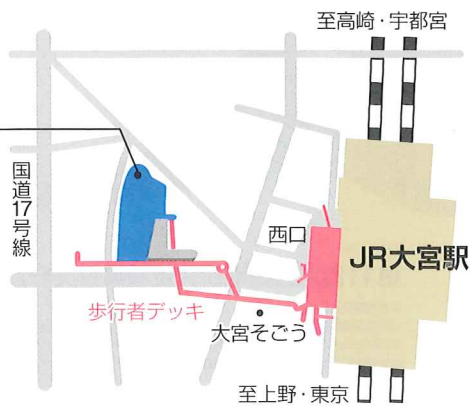 至高崎・宇都宮
国道17号線
西口
JR大宮駅
歩行者デッキ
大宮そごう
至上野・東京